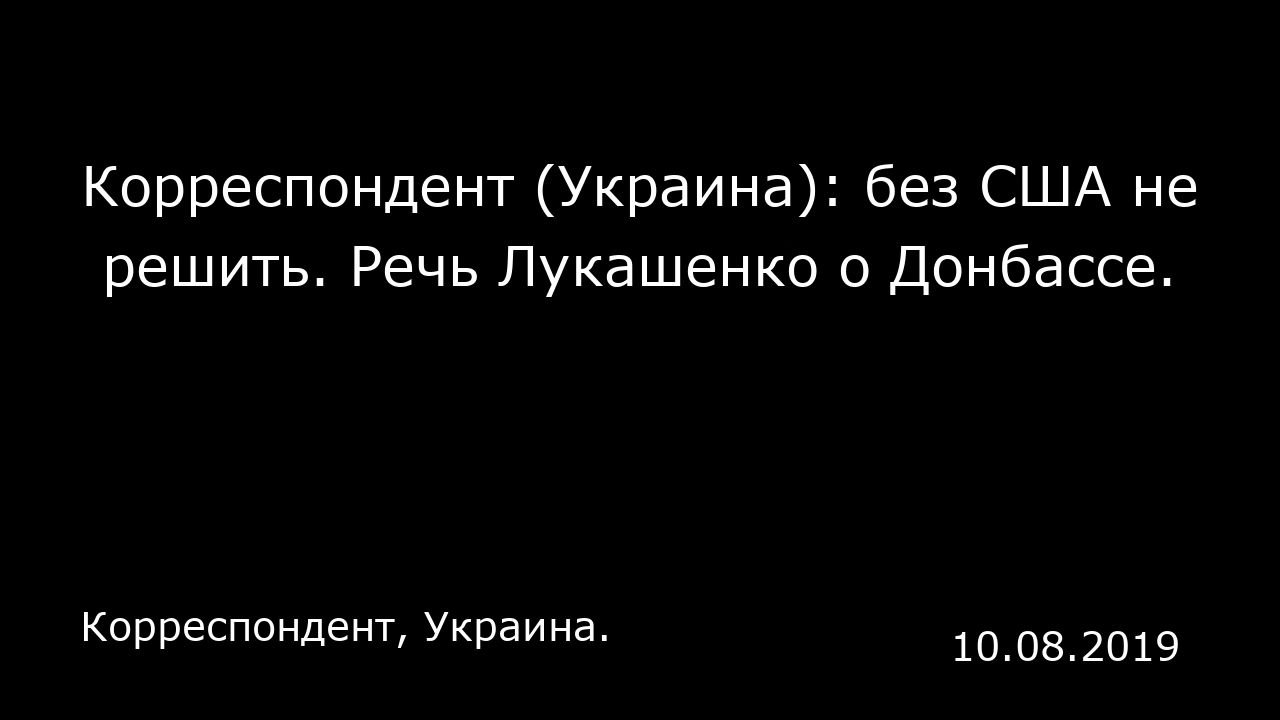 Корреспондент (Украина): без США не
решить. Речь Лукашенко о Донбассе.
Корреспондент, Украина.
10.08.2019